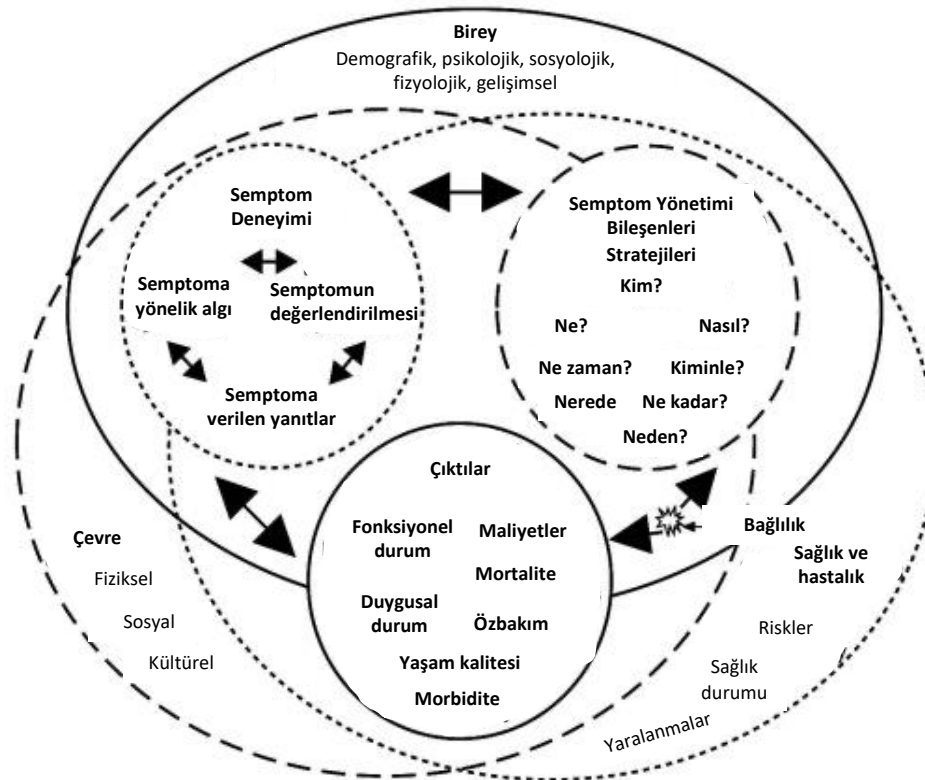 Birey
Demografik, psikolojik, sosyolojik,
fizyolojik, gelişimsel
Semptom
Deneyimi
Semptoma
yönelik algı
Semptomun
değerlendirilmesi
Semptoma
verilen yanıtlar
Semptom Yönetimi
Bileşenleri
Stratejileri
Kim?
Ne?
Nasıl?
Ne zaman?
Kiminle?
Nerede
Ne kadar?
Neden?
Çıktılar
Fonksiyonel
durum
Maliyetler
Mortalite
Duygusal
durum
Özbakım
Yaşam kalitesi
Morbidite
Çevre
Fiziksel
Sosyal
Kültürel
Bağlılık
Sağlık ve
hastalık
Riskler
Sağlık
durumu
Yaralanmalar